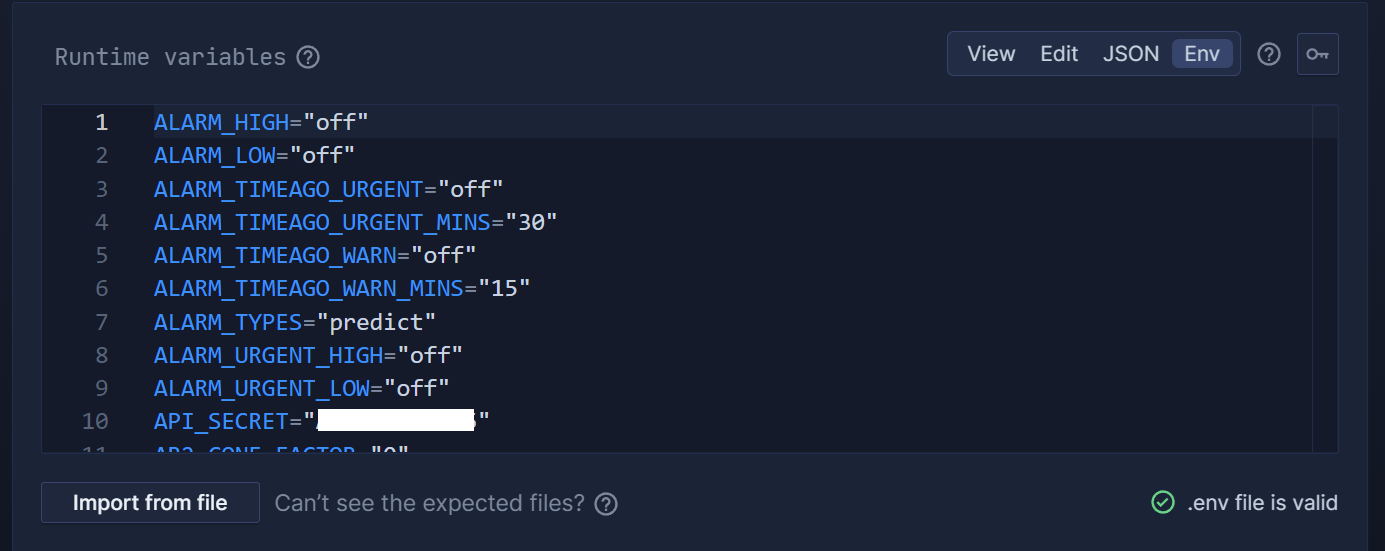 Runtime variables ?
View Edit JSON Env ?
1 ALARM_HIGH="off"
2 ALARM_LOW="off"
3 ALARM_TIMEAGO_URGENT="off"
4 ALARM_TIMEAGO_URGENT_MINS="30"
5 ALARM_TIMEAGO_WARN="off"
6 ALARM_TIMEAGO_WARN_MINS="15"
7 ALARM_TYPES="predict"
8 ALARM_URGENT_HIGH="off"
9 ALARM_URGENT_LOW="off"
10 API_SECRET=" "
11
Import from file Can't see the expected files? ? .env file is valid